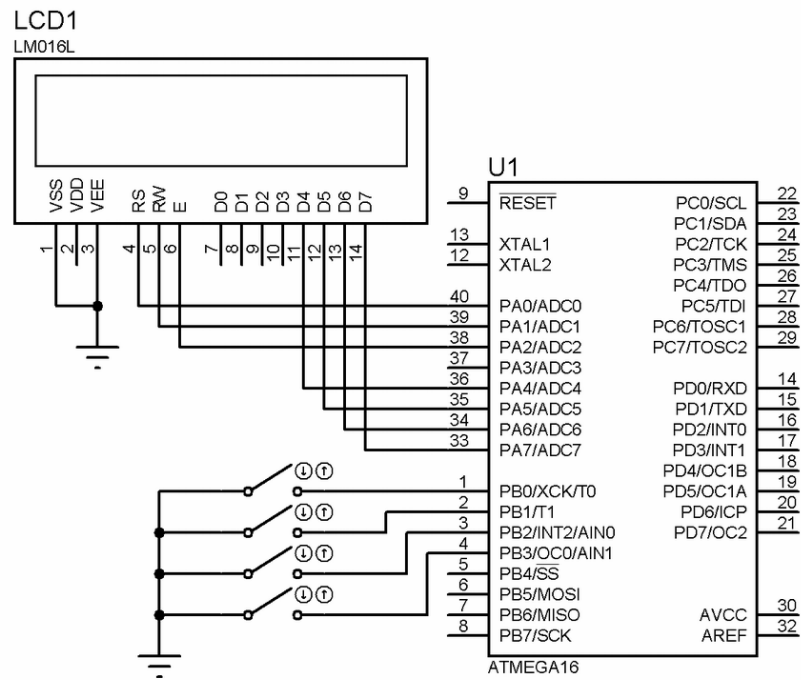 LCD1
LM016L
VSS
VDD
VEE
RS
RW
E
D0
D1
D2
D3
D4
D5
D6
D7
1
2
3
4
5
6
7
8
9
10
11
12
13
14
U1
9 RESET
13 XTAL1
12 XTAL2
40 PA0/ADC0
39 PA1/ADC1
38 PA2/ADC2
37 PA3/ADC3
36 PA4/ADC4
35 PA5/ADC5
34 PA6/ADC6
33 PA7/ADC7
1 PB0/XCK/T0
2 PB1/T1
3 PB2/INT2/AIN0
4 PB3/OC0/AIN1
5 PB4/SS
6 PB5/MOSI
7 PB6/MISO
8 PB7/SCK
PC0/SCL 22
PC1/SDA 23
PC2/TCK 24
PC3/TMS 25
PC4/TDO 26
PC5/TDI 27
PC6/TOSC1 28
PC7/TOSC2 29
PD0/RXD 14
PD1/TXD 15
PD2/INT0 16
PD3/INT1 17
PD4/OC1B 18
PD5/OC1A 19
PD6/ICP 20
PD7/OC2 21
AVCC 30
AREF 32
ATMEGA16